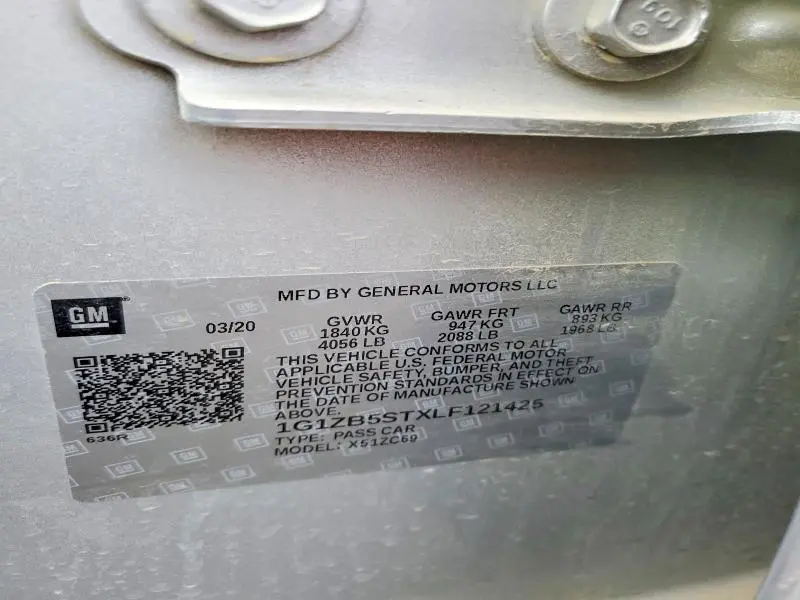 109
MFD BY GENERAL MOTORS LLC
GM
03/20
GVWR
1840 KG
4056 LB
GAWR FRT
947 KG
2088 LB
GAWR RR
893 KG
1968 LB
THIS VEHICLE CONFORMS TO ALL
APPLICABLE U.S. FEDERAL MOTOR
VEHICLE SAFETY, BUMPER, AND THEFT
PREVENTION STANDARDS IN EFFECT ON
THE DATE OF MANUFACTURE SHOWN
ABOVE.
1G1ZB5STXLF121425
TYPE: PASS CAR
MODEL: X51ZC69
636R